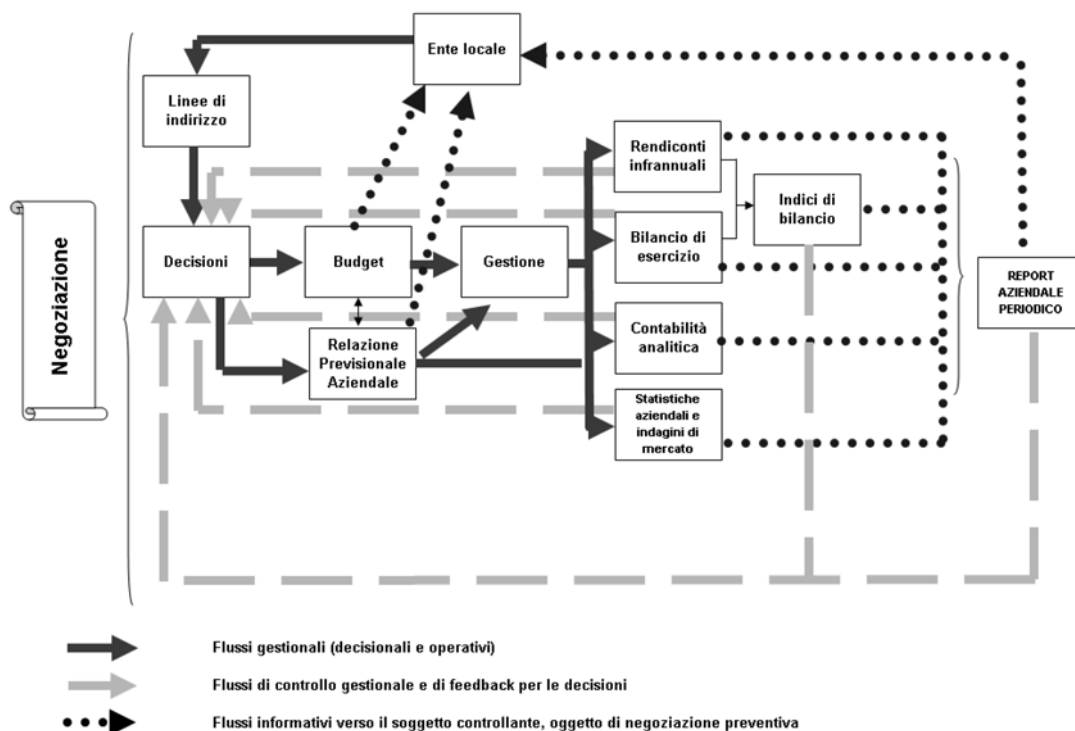 Ente locale
Linee di
indirizzo
Negoziazione
Decisioni
Budget
Gestione
Relazione
Previsionale
Aziendale
Rendiconti
infrannuali
Bilancio di
esercizio
Contabilità
analitica
Statistiche
aziendali e
indagini di
mercato
Indici di
bilancio
REPORT
AZIENDALE
PERIODICO
Flussi gestionali (decisionali e operativi)
Flussi di controllo gestionale e di feedback per le decisioni
Flussi informativi verso il soggetto controllante, oggetto di negoziazione preventiva